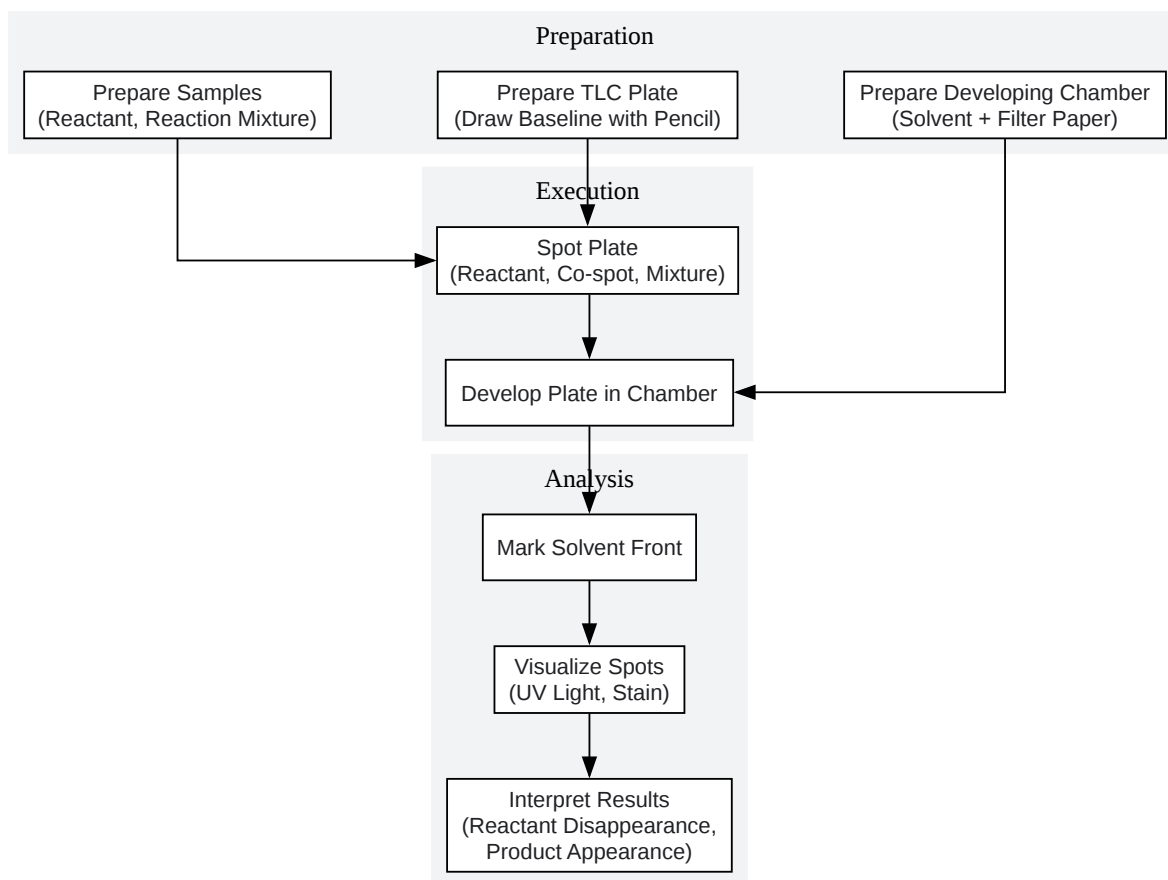 Preparation
Prepare Samples
(Reactant, Reaction Mixture)
Prepare TLC Plate
(Draw Baseline with Pencil)
Prepare Developing Chamber
(Solvent + Filter Paper)
Execution
Spot Plate
(Reactant, Co-spot, Mixture)
Develop Plate in Chamber
Analysis
Mark Solvent Front
Visualize Spots
(UV Light, Stain)
Interpret Results
(Reactant Disappearance,
Product Appearance)